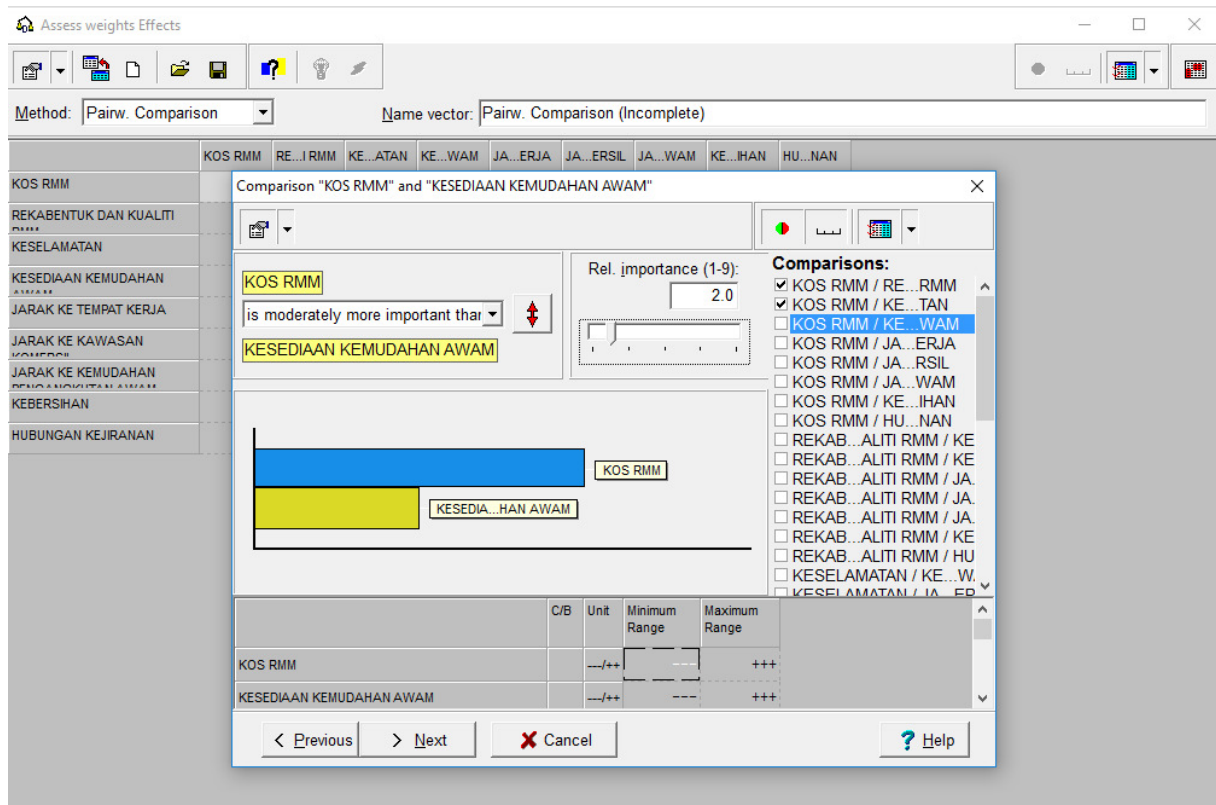 Assess weights Effects
Method: Pairw. Comparison Name vector: Pairw. Comparison (Incomplete)
KOS RMM RE...I RMM KE...ATAN KE...WAM JA...ERJA JA...ERSIL JA...WAM KE...IHAN HU...NAN
KOS RMM
REKABENTUK DAN KUALITI
KESELAMATAN
KESEDIAAN KEMUDAHAN
JARAK KE TEMPAT KERJA
JARAK KE KAWASAN
JARAK KE KEMUDAHAN
KEBERSIHAN
HUBUNGAN KEJIRANAN
Comparison "KOS RMM" and "KESEDIAAN KEMUDAHAN AWAM"
KOS RMM
is moderately more important thar
KESEDIAAN KEMUDAHAN AWAM
Rel. importance (1-9):
2.0
Comparisons:
KOS RMM / RE...RMM
KOS RMM / KE...TAN
KOS RMM / KE...WAM
KOS RMM / JA...ERJA
KOS RMM / JA...RSIL
KOS RMM / JA...WAM
KOS RMM / KE...IHAN
KOS RMM / HU...NAN
REKAB...ALITI RMM / KE
REKAB...ALITI RMM / KE
REKAB...ALITI RMM / JA.
REKAB...ALITI RMM / JA.
REKAB...ALITI RMM / JA.
REKAB...ALITI RMM / KE
REKAB...ALITI RMM / HU
KESELAMATAN / KE...W.
KOS RMM
KESEDIA...HAN AWAM
C/B Unit Minimum Range Maximum Range
KOS RMM ---/++ --- +++
KESEDIAAN KEMUDAHAN AWAM ---/++ --- +++
< Previous > Next Cancel ? Help